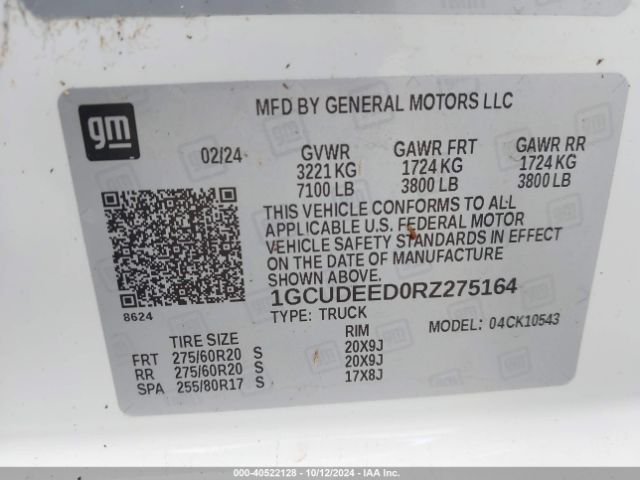 gm
MFD BY GENERAL MOTORS LLC
02/24 GVWR GAWR FRT GAWR RR
3221 KG 1724 KG 1724 KG
7100 LB 3800 LB 3800 LB
THIS VEHICLE CONFORMS TO ALL
APPLICABLE U.S. FEDERAL MOTOR
VEHICLE SAFETY STANDARDS IN EFFECT
ON THE DATE OF MANUFACTURE
SHOWN ABOVE.
1GCUDEED0RZ275164
8624
TYPE: TRUCK MODEL: 04CK10543
TIRE SIZE RIM
FRT 275/60R20 S 20X9J
RR 275/60R20 S 20X9J
SPA 255/80R17 S 17X8J
000-40522128 - 10/12/2024 - IAA, Inc.